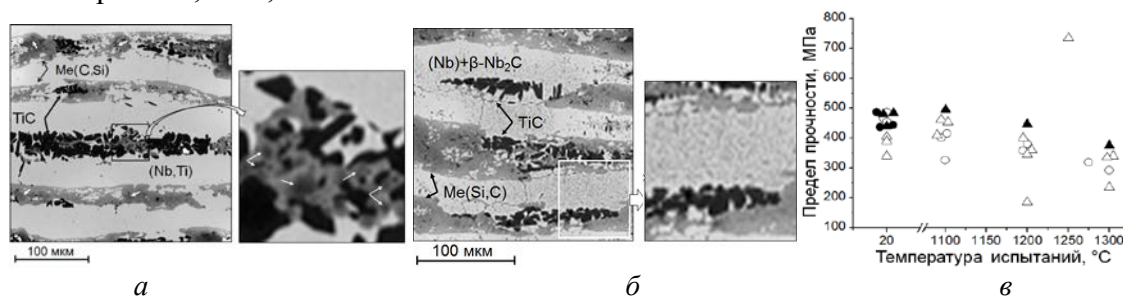 Me(C,Si)
TiC
(Nb,Ti)
100 мкм
а
(Nb)+β-Nb₂C
TiC
Me(Si,C)
100 мкм
б
Предел прочности, МПа
800
700
600
500
400
300
200
100
20 1100 1150 1200 1250 1300
Температура испытаний, °C
в